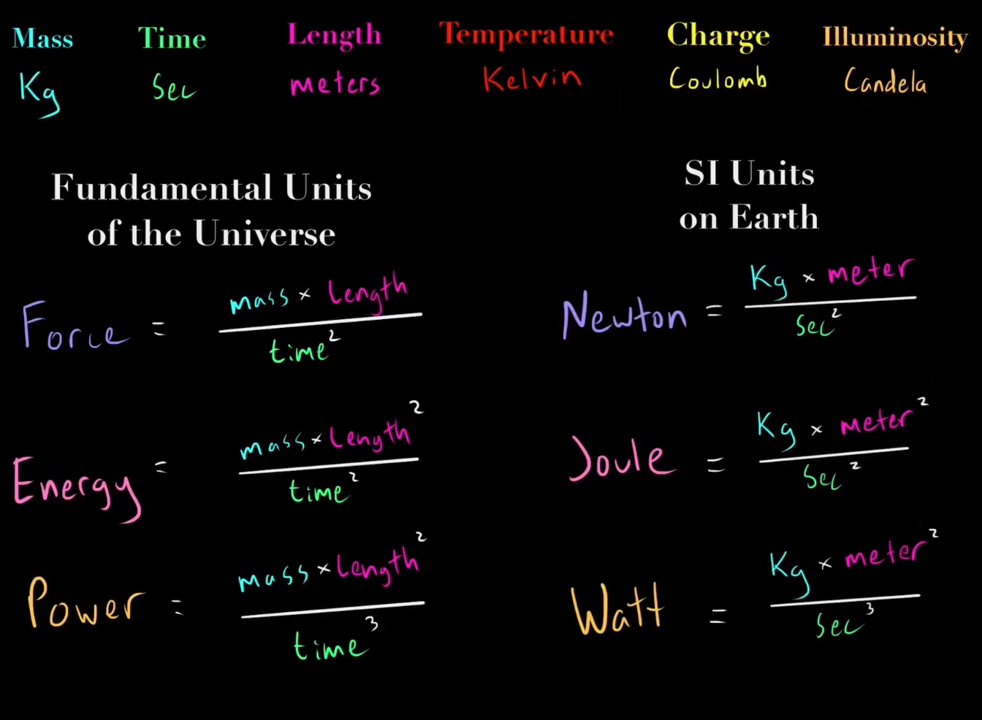 Mass Time Length Temperature Charge Illuminosity
Kg Sec meters Kelvin Coulomb Candela
Fundamental Units
of the Universe
SI Units
on Earth
Force = mass × length / time²
Newton = Kg × meter / Sec²
Energy = mass × length² / time²
Joule = Kg × meter² / Sec²
Power = mass × length² / time³
Watt = Kg × meter² / Sec³